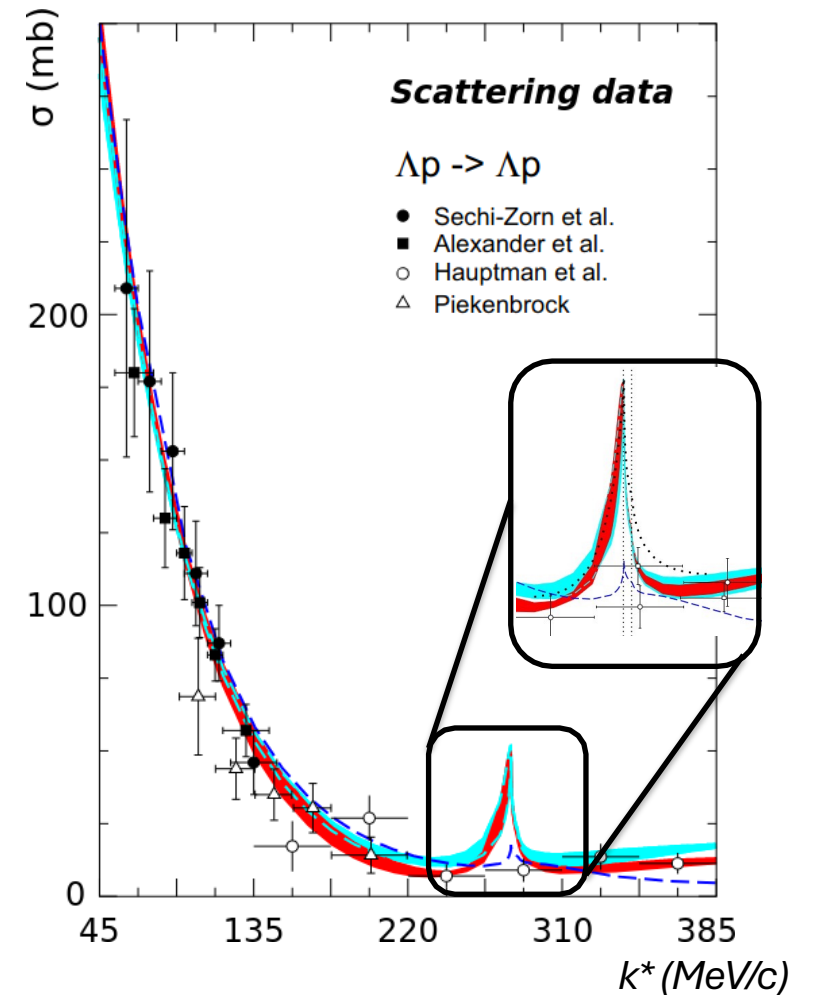 σ (mb)
Scattering data
Λp -> Λp
Sechi-Zorn et al.
Alexander et al.
Hauptman et al.
Piekenbrock
200
100
0
45 135 220 310 385
k* (MeV/c)